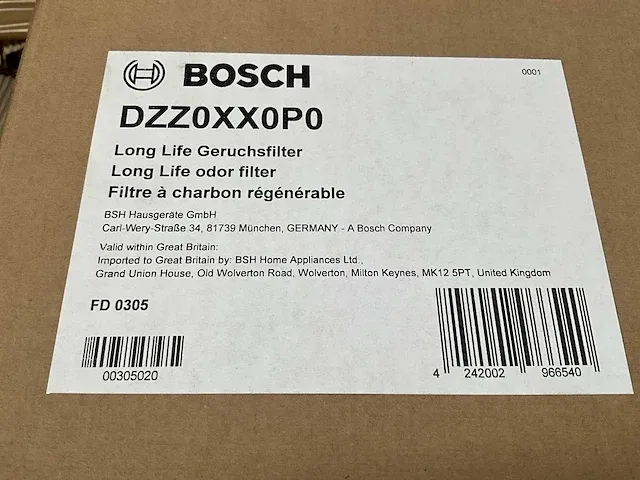 BOSCH
0001
DZZ0XX0P0
Long Life Geruchsfilter
Long Life odor filter
Filtre à charbon régénérable
BSH Hausgeräte GmbH
Carl-Wery-Straße 34, 81739 München, GERMANY - A Bosch Company
Valid within Great Britain:
Imported to Great Britain by: BSH Home Appliances Ltd.,
Grand Union House, Old Wolverton Road, Wolverton, Milton Keynes, MK12 5PT, United Kingdom
FD 0305
00305020
4 242002 966540